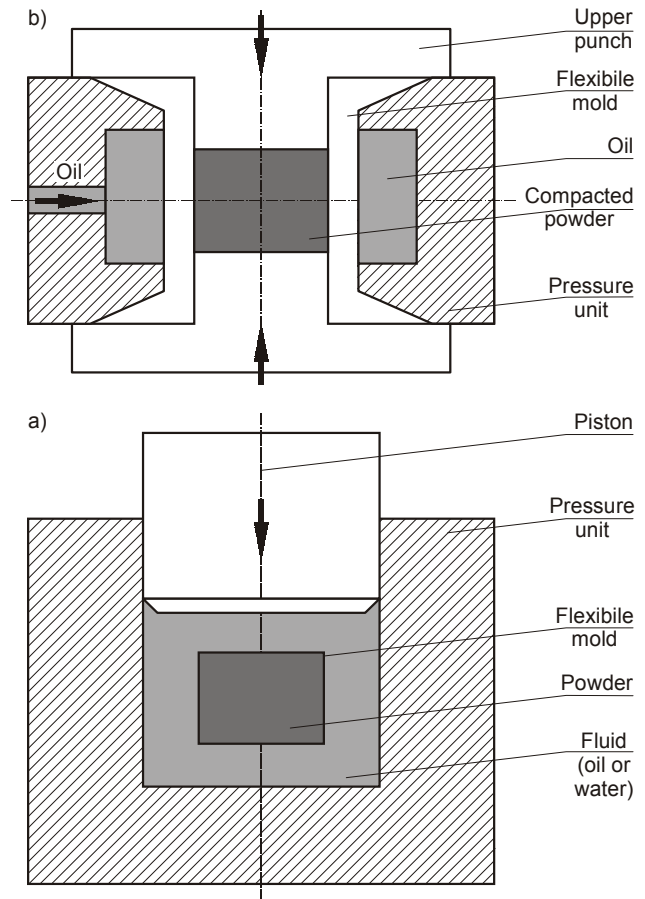 b)
Upper
punch
Flexibile
mold
Oil
Oil
Compacted
powder
Pressure
unit
a)
Piston
Pressure
unit
Flexibile
mold
Powder
Fluid
(oil or
water)